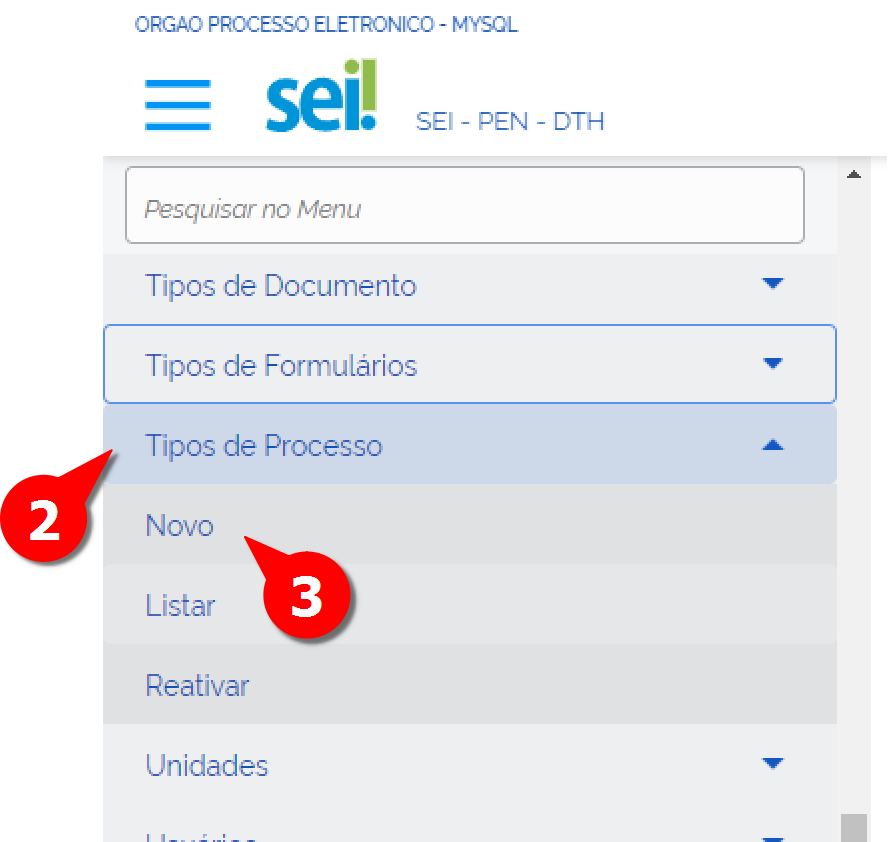 ORGAO PROCESSO ELETRONICO - MYSQL
sei!
SEI - PEN - DTH
Pesquisar no Menu
Tipos de Documento
Tipos de Formulários
Tipos de Processo
2
Novo
3
Listar
Reativar
Unidades
Usuários